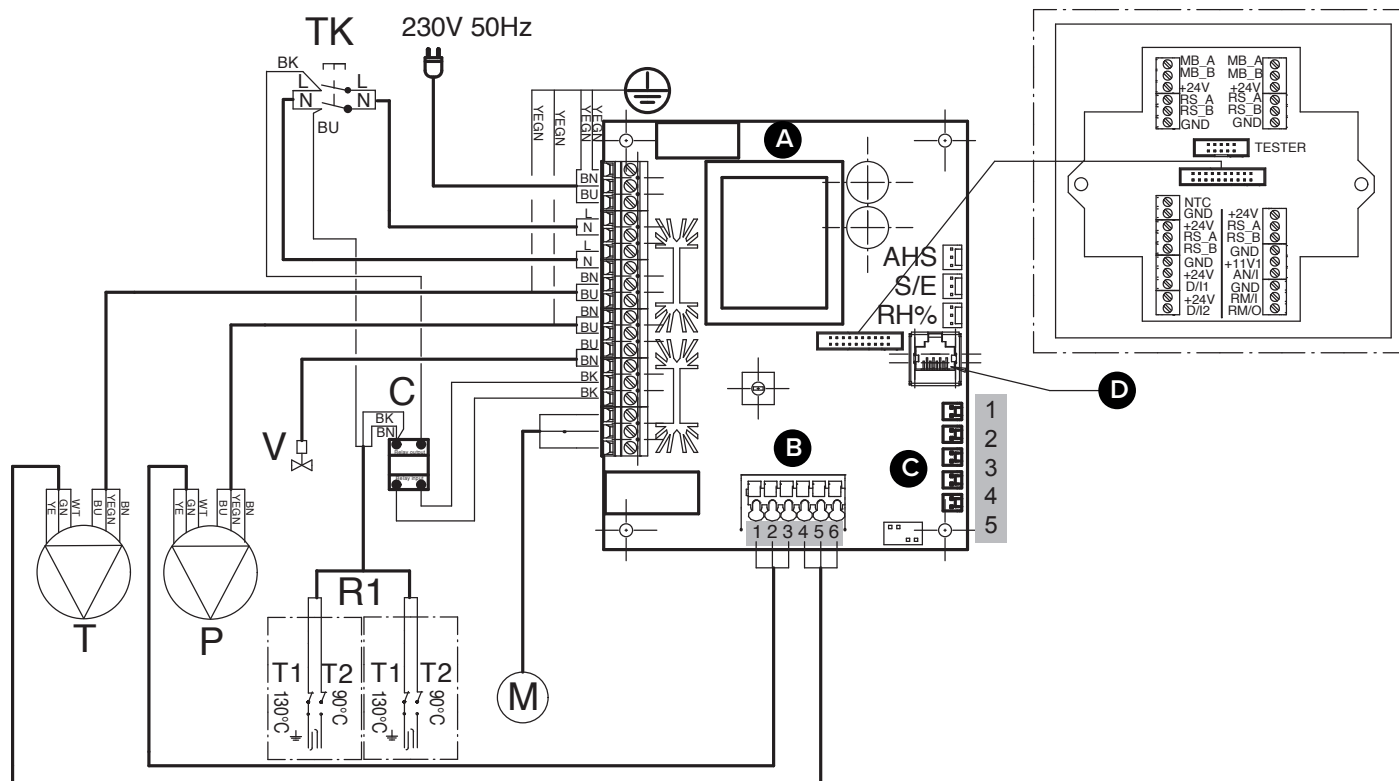 TK
230V 50Hz
BK
L L
N N
BU
YEGN
YEGN
YEGN
YEGN
A
L
BN
BU
L
N
L
N
BN
BU
BN
BU
BU
BN
BK
BK
AHS
S/E
RH%
D
MB_A MB_A
MB_B MB_B
+24V +24V
RS_A RS_A
RS_B RS_B
GND GND
TESTER
NTC
GND
+24V
RS_A
RS_B
GND
+24V
D/I1
+24V
D/I2
+24V
RS_A
RS_B
GND
+11V1
AN/I
GND
RM/I
RM/O
C
BK
BN
Relay output
Relay input
V
B
C
1
2
3
4
5
1 2 3 4 5 6
YE GN WT BU YEGN BN
YE GN WT BU YEGN BN
T
P
R1
T1 T2
130°C 90°C
T1 T2
130°C 90°C
M